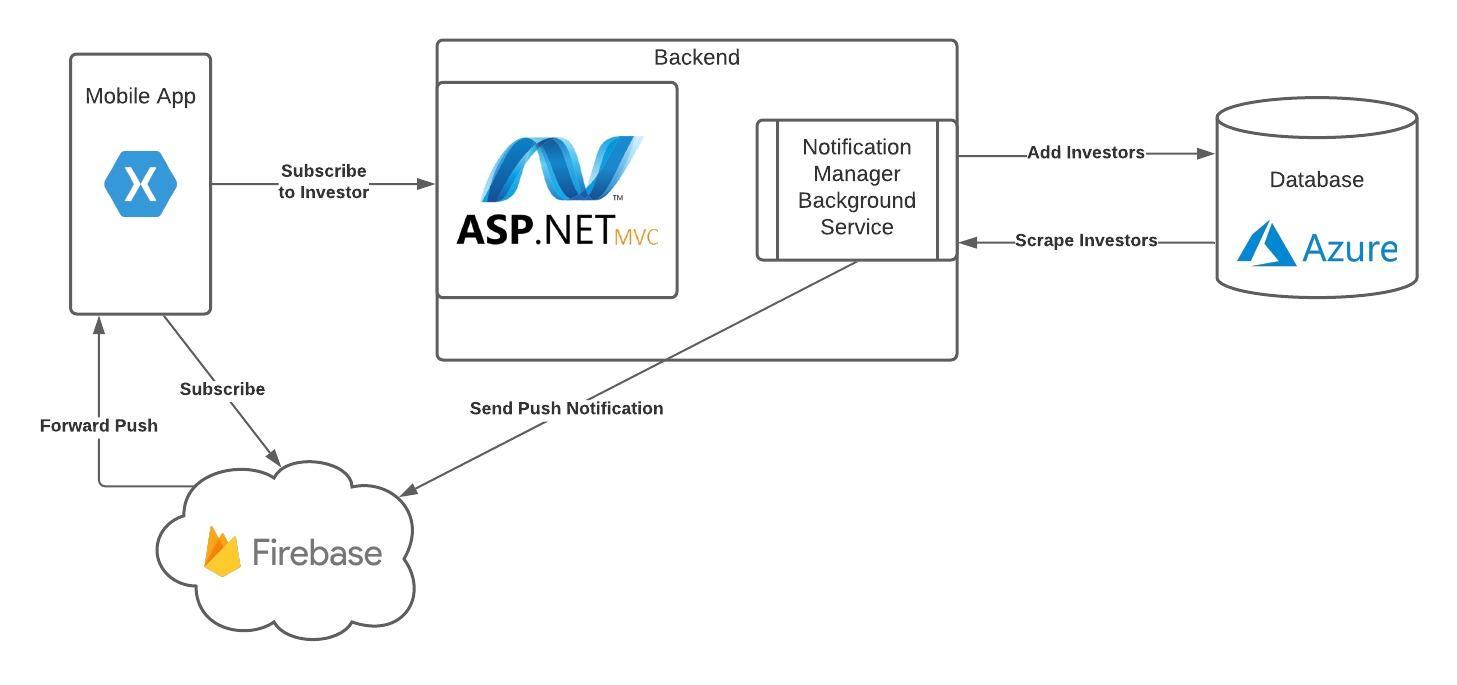 Backend
Mobile App
X
Subscribe
to Investor
™
ASP.NET MVC
Notification
Manager
Background
Service
Add Investors
Scrape Investors
Database
Azure
Subscribe
Forward Push
Send Push Notification
Firebase